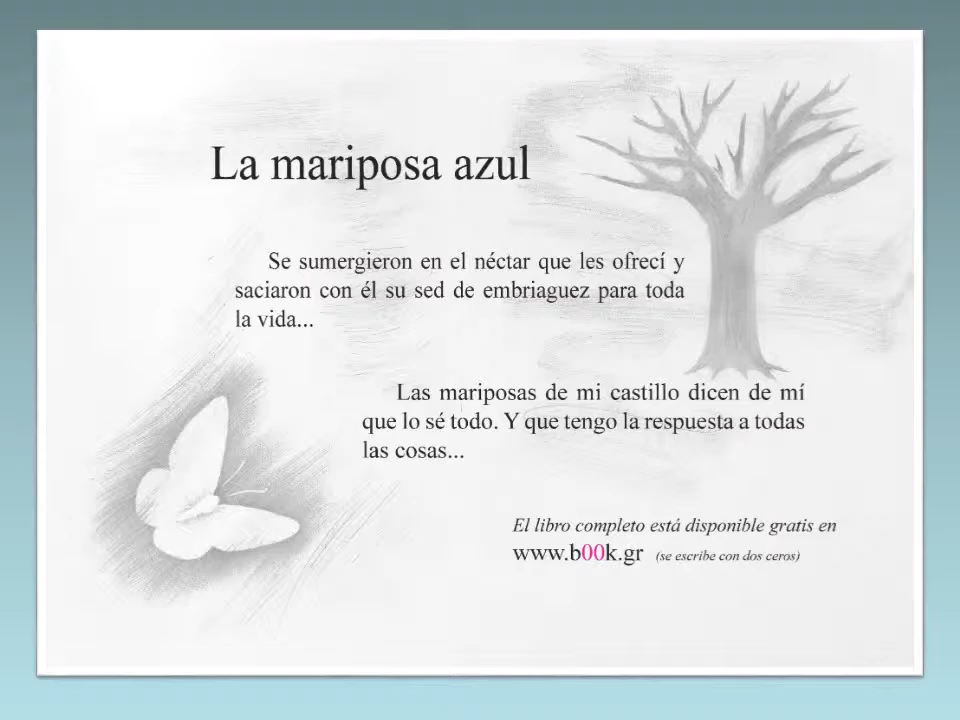 La mariposa azul
Se sumergieron en el néctar que les ofrecí y
saciaron con él su sed de embriaguez para toda
la vida...
Las mariposas de mi castillo dicen de mí
que lo sé todo. Y que tengo la respuesta a todas
las cosas...
El libro completo está disponible gratis en
www.b00k.gr (se escribe con dos ceros)